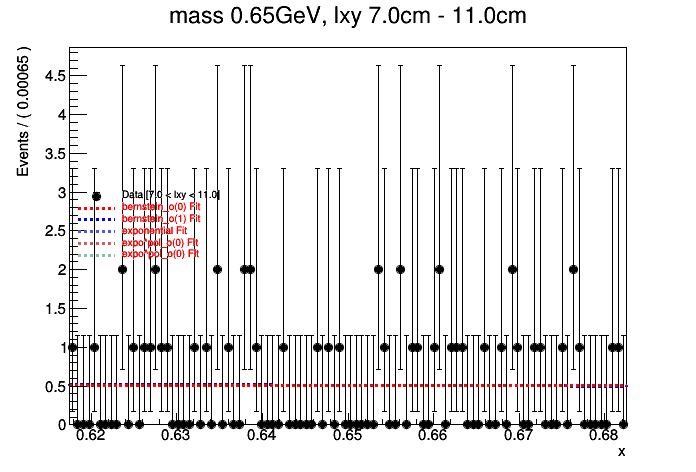 mass 0.65GeV, lxy 7.0cm - 11.0cm
Events / ( 0.00065 )
4.5
4
3.5
3
2.5
2
1.5
1
0.5
0
Data [7.0 < lxy < 11.0]
bernstein_o(0) Fit
bernstein_o(1) Fit
exponential Fit
expo*pol_o(0) Fit
expo*pol_o(0) Fit
0.62 0.63 0.64 0.65 0.66 0.67 0.68
x